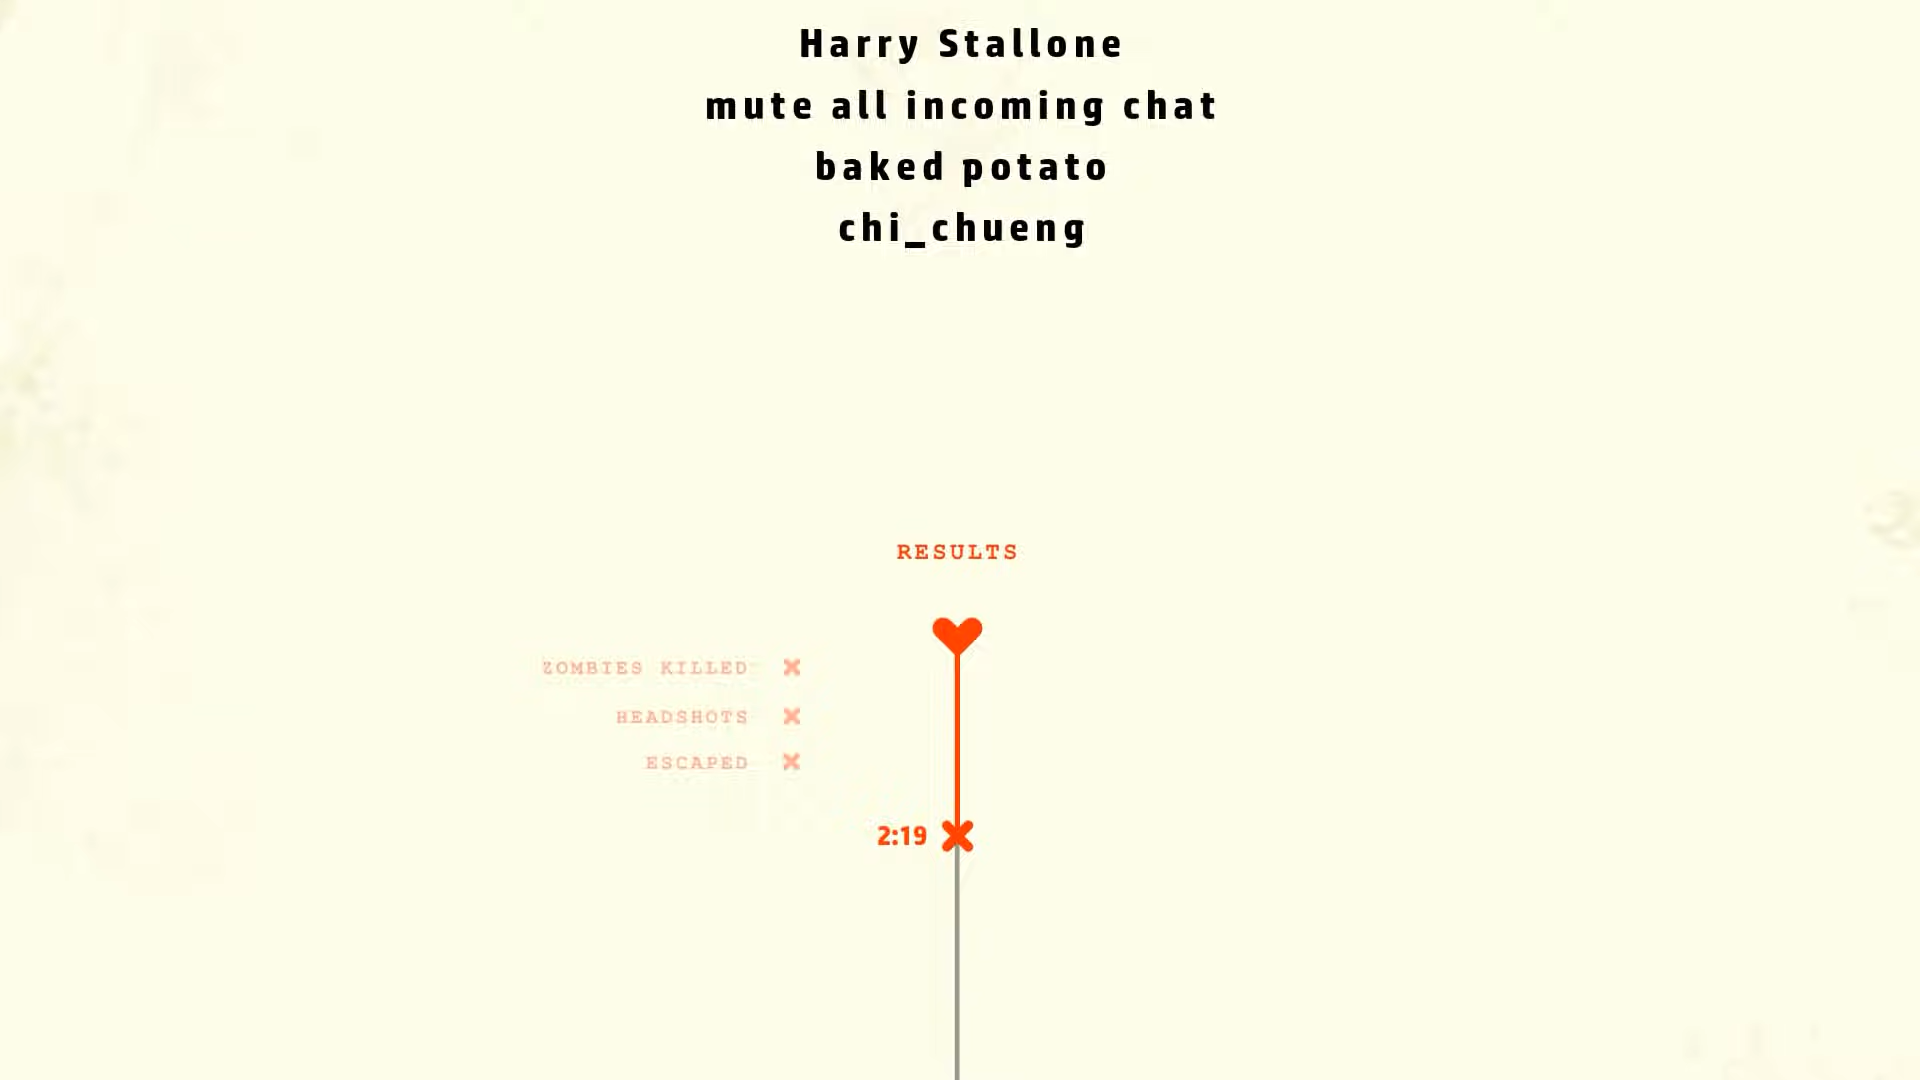 Harry Stallone
mute all incoming chat
baked potato
chi_chueng
RESULTS
ZOMBIES KILLED
HEADSHOTS
ESCAPED
2:19